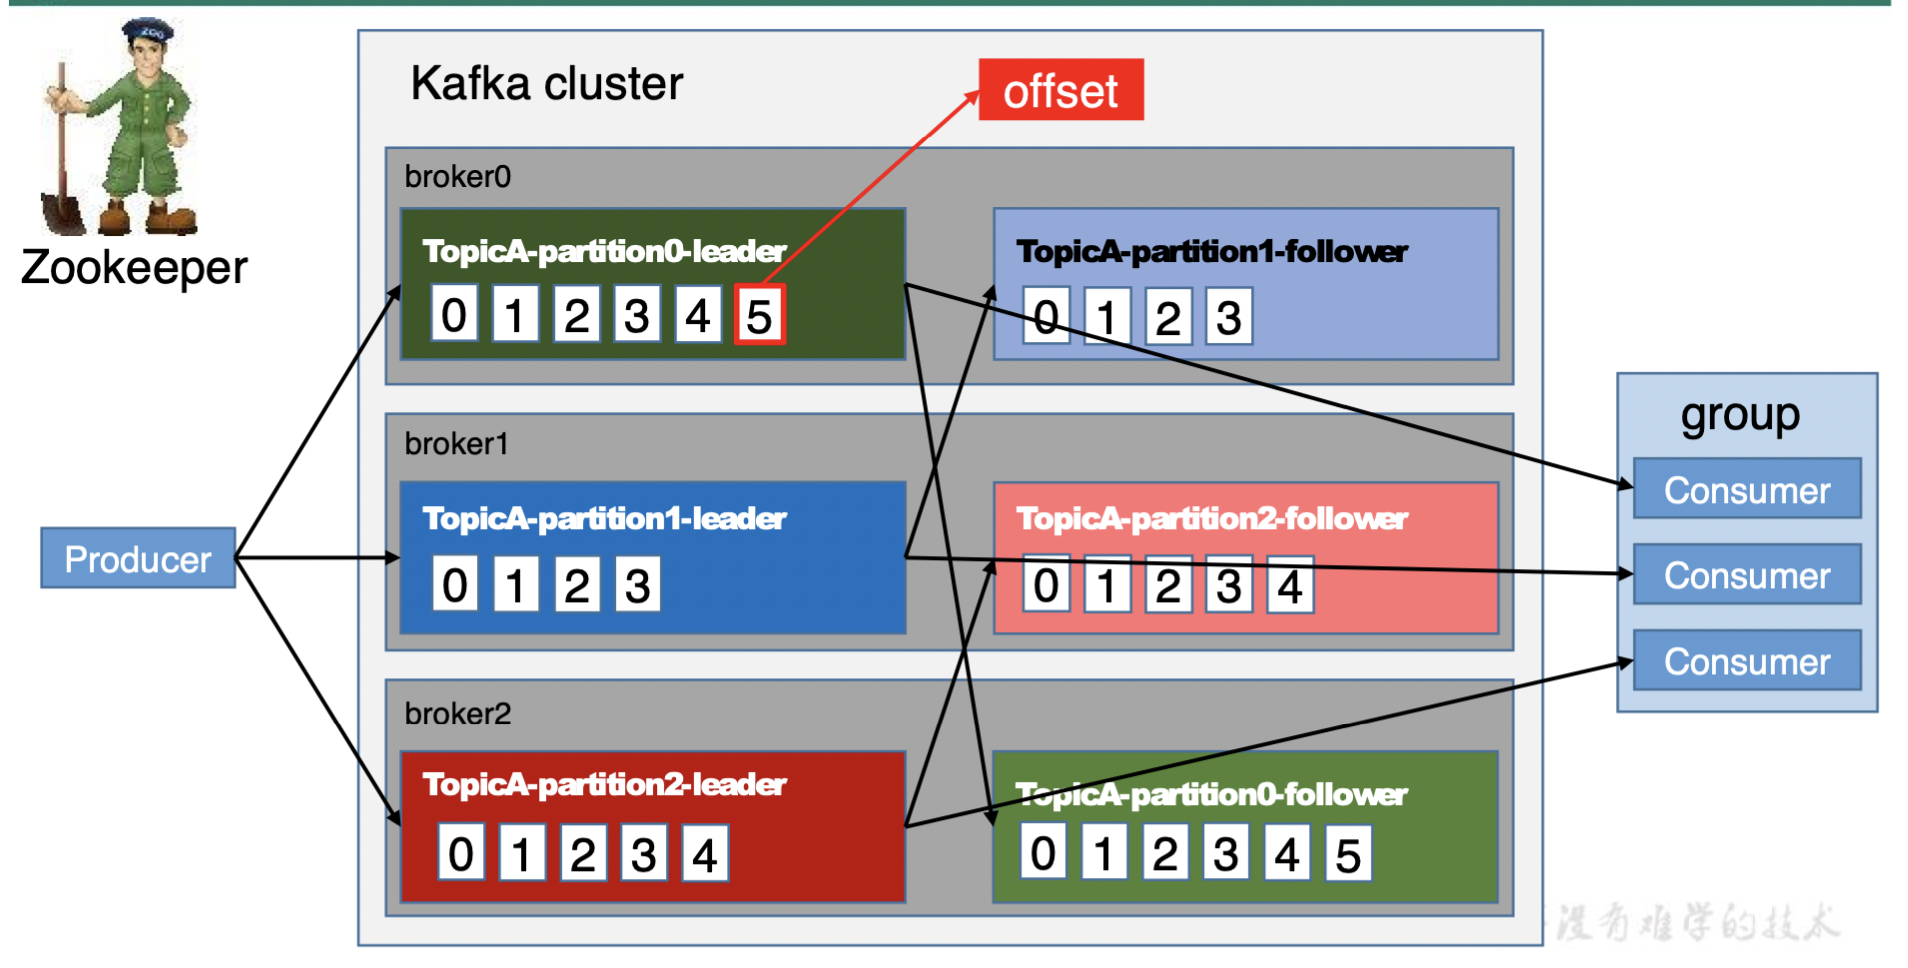 ZOO
Zookeeper
Kafka cluster
offset
broker0
TopicA-partition0-leader
0 1 2 3 4 5
TopicA-partition1-follower
0 1 2 3
broker1
TopicA-partition1-leader
0 1 2 3
TopicA-partition2-follower
0 1 2 3 4
broker2
TopicA-partition2-leader
0 1 2 3 4
TopicA-partition0-follower
0 1 2 3 4 5
Producer
group
Consumer
Consumer
Consumer
没有难学的技术